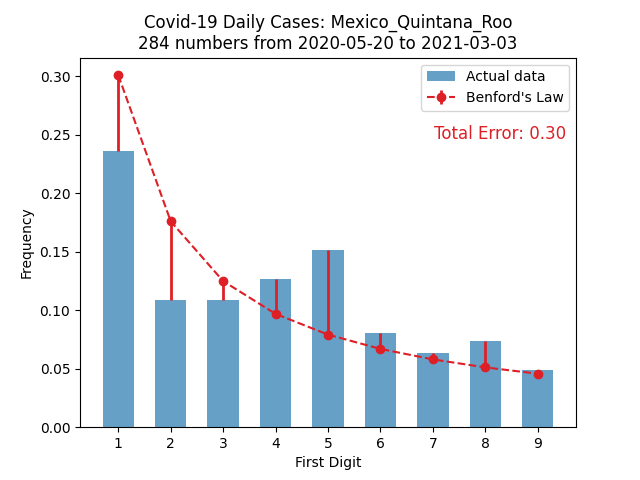 Covid-19 Daily Cases: Mexico_Quintana_Roo
284 numbers from 2020-05-20 to 2021-03-03
Actual data
Benford's Law
Total Error: 0.30
0.30
0.25
0.20
0.15
0.10
0.05
0.00
Frequency
1 2 3 4 5 6 7 8 9
First Digit